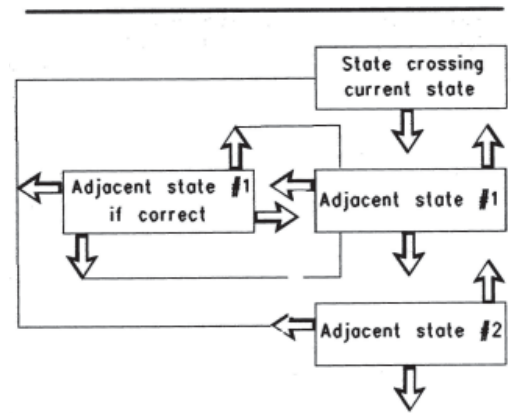 State crossing
current state
Adjacent state #1
if correct
Adjacent state #1
Adjacent state #2